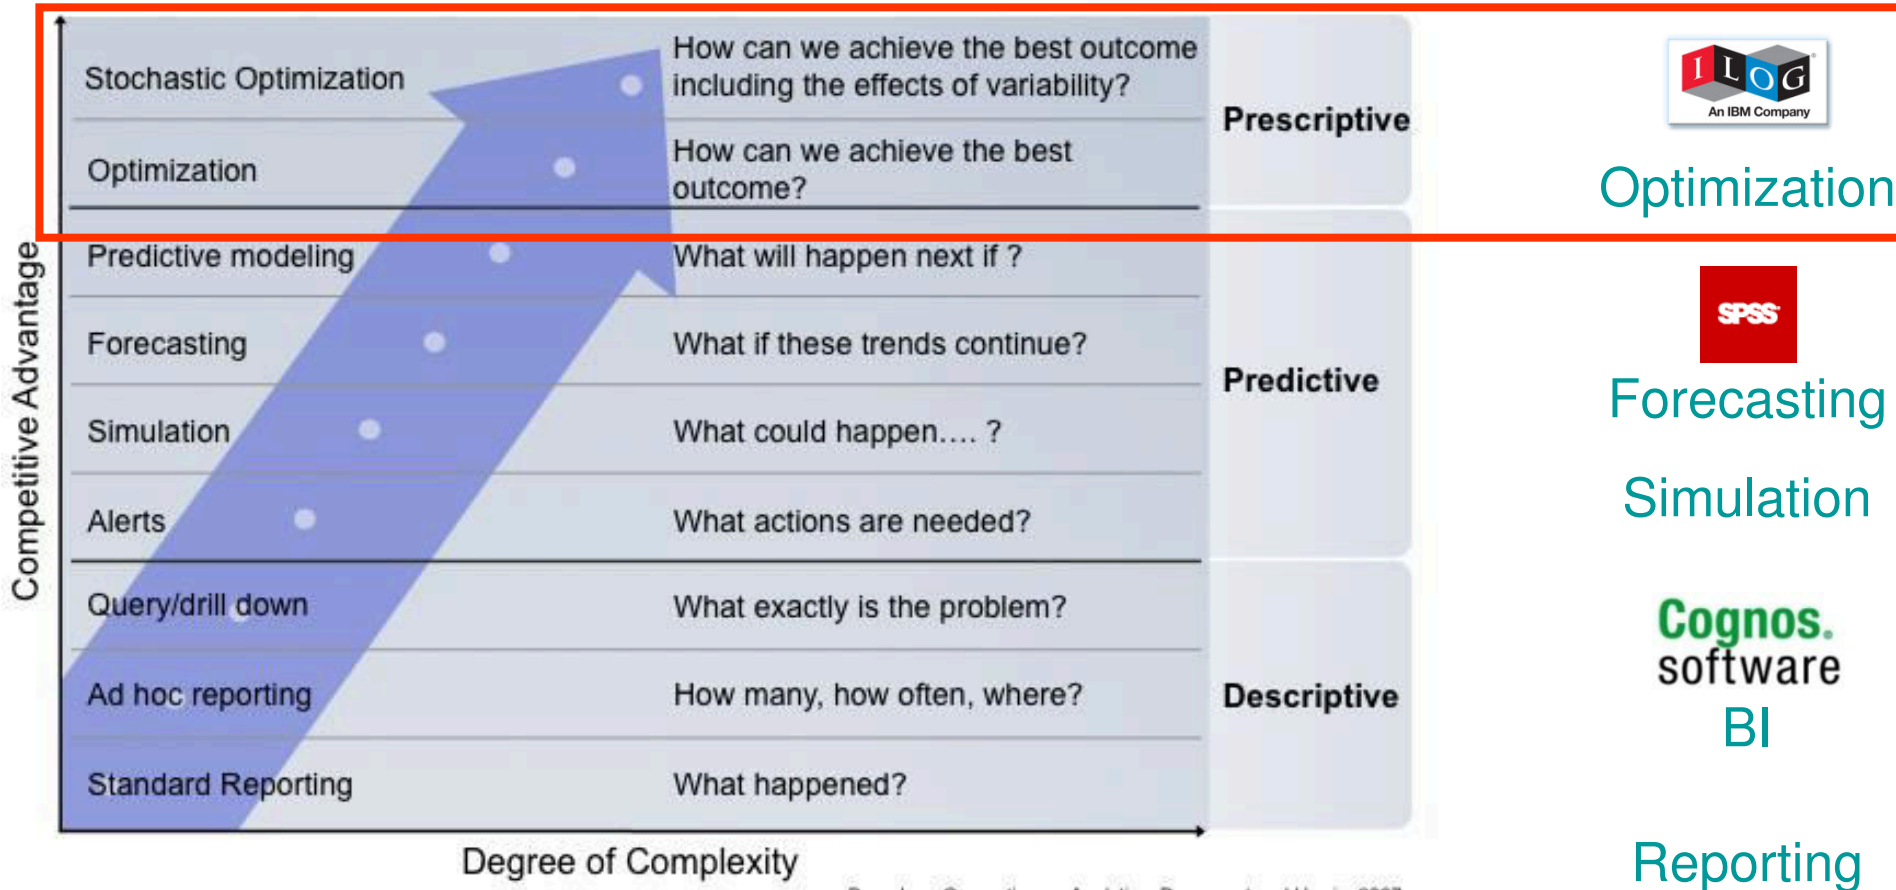 Stochastic Optimization
How can we achieve the best outcome
including the effects of variability?
Optimization
How can we achieve the best
outcome?
Prescriptive
Predictive modeling
What will happen next if ?
Forecasting
What if these trends continue?
Simulation
What could happen.... ?
Alerts
What actions are needed?
Predictive
Query/drill down
What exactly is the problem?
Ad hoc reporting
How many, how often, where?
Standard Reporting
What happened?
Descriptive
Competitive Advantage
Degree of Complexity
ILOG
An IBM Company
Optimization
SPSS
Forecasting
Simulation
Cognos.
software
BI
Reporting